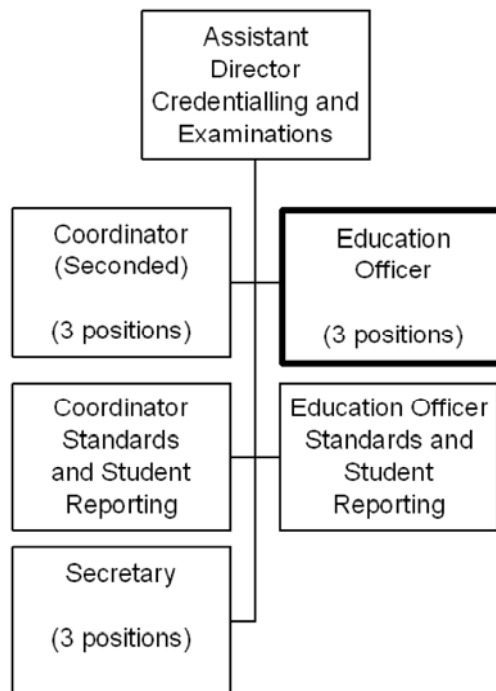 Assistant
Director
Credentialling and
Examinations
Coordinator
(Seconded)
(3 positions)
Education
Officer
(3 positions)
Coordinator
Standards
and Student
Reporting
Education Officer
Standards and
Student
Reporting
Secretary
(3 positions)